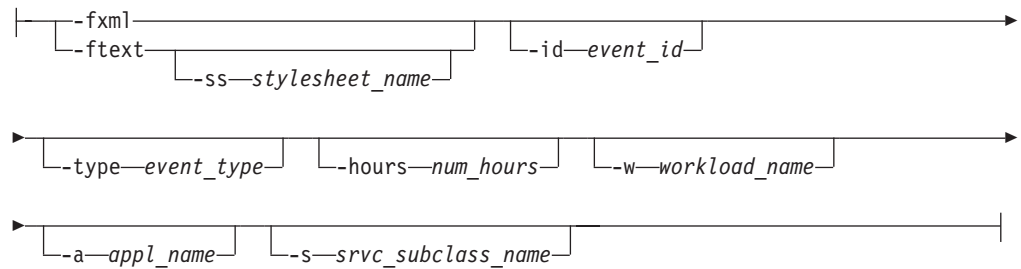 -fxml
-ftext
-ss stylesheet_name
-id event_id
-type event_type
-hours num_hours
-w workload_name
-a appl_name
-s srvc_subclass_name